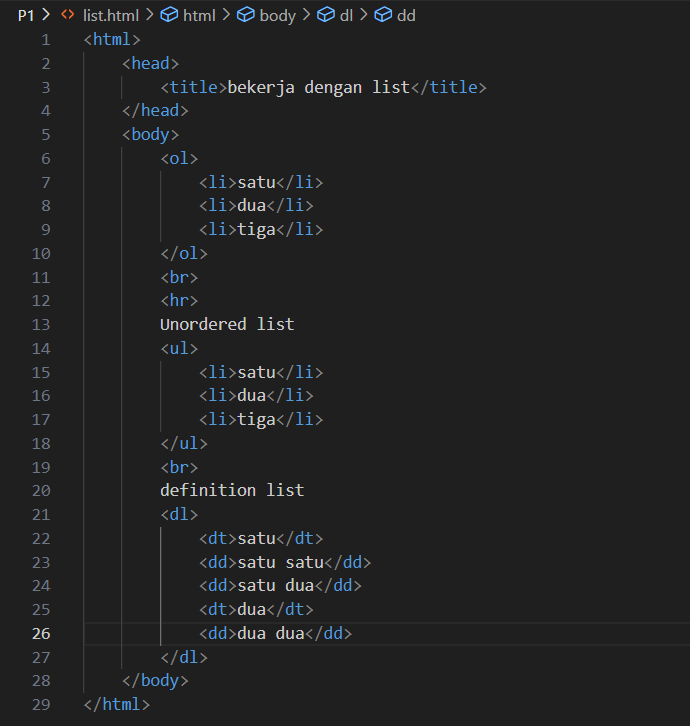 P1 > <> list.html > html > body > dl > dd
1 <html>
2 <head>
3 <title>bekerja dengan list</title>
4 </head>
5 <body>
6 <ol>
7 <li>satu</li>
8 <li>dua</li>
9 <li>tiga</li>
10 </ol>
11 <br>
12 <hr>
13 Unordered list
14 <ul>
15 <li>satu</li>
16 <li>dua</li>
17 <li>tiga</li>
18 </ul>
19 <br>
20 definition list
21 <dl>
22 <dt>satu</dt>
23 <dd>satu satu</dd>
24 <dd>satu dua</dd>
25 <dt>dua</dt>
26 <dd>dua dua</dd>
27 </dl>
28 </body>
29 </html>